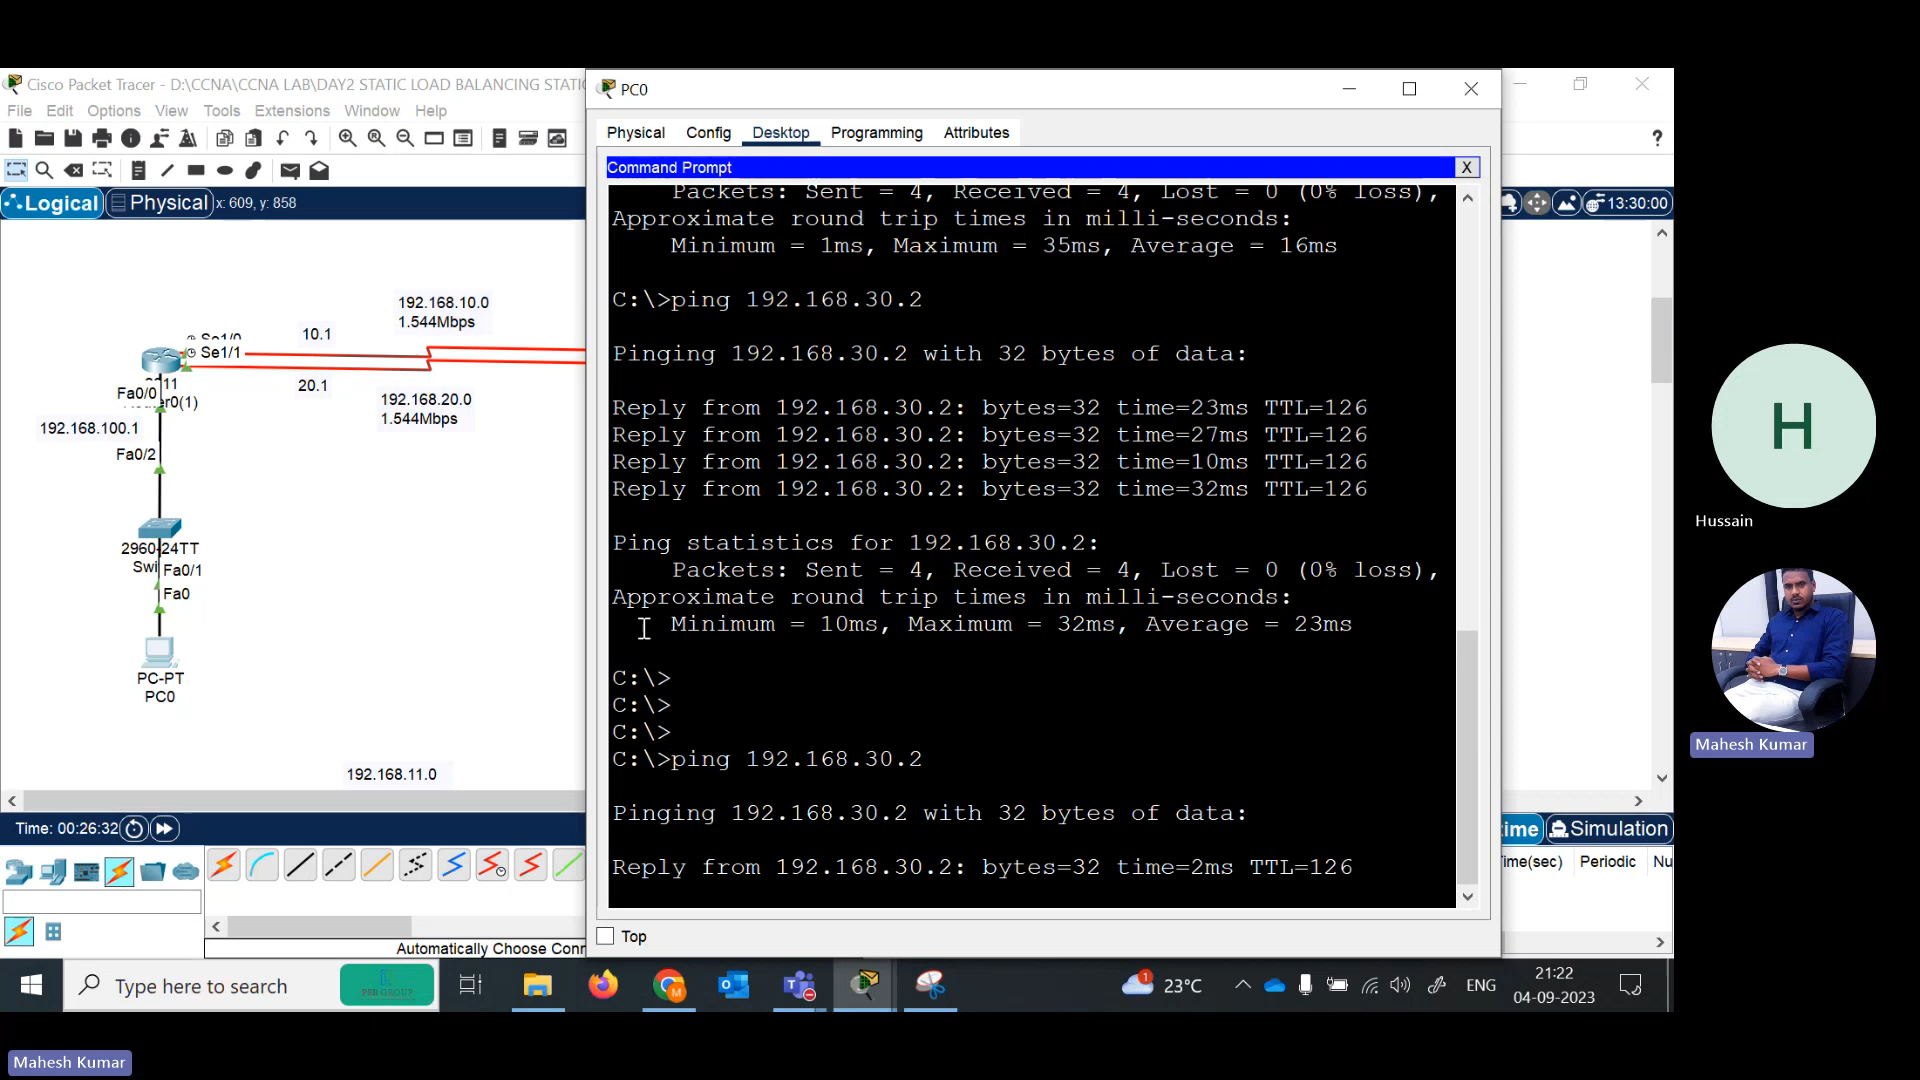 Cisco Packet Tracer - D:\CCNA\CCNA LAB\DAY2 STATIC LOAD BALANCING STATI
File Edit Options View Tools Extensions Window Help
Logical
Physical
x: 609, y: 858
192.168.10.0
1.544Mbps
10.1
Se1/0
Se1/1
20.1
192.168.20.0
1.544Mbps
Fa0/0
192.168.100.1
Fa0/2
2960-24TT
Fa0/1
Fa0
PC-PT
PC0
192.168.11.0
Time: 00:26:32
Automatically Choose Conn
PC0
Physical Config Desktop Programming Attributes
Command Prompt
X
Packets: Sent = 4, Received = 4, Lost = 0 (0% loss),
Approximate round trip times in milli-seconds:
Minimum = 1ms, Maximum = 35ms, Average = 16ms
C:\>ping 192.168.30.2
Pinging 192.168.30.2 with 32 bytes of data:
Reply from 192.168.30.2: bytes=32 time=23ms TTL=126
Reply from 192.168.30.2: bytes=32 time=27ms TTL=126
Reply from 192.168.30.2: bytes=32 time=10ms TTL=126
Reply from 192.168.30.2: bytes=32 time=32ms TTL=126
Ping statistics for 192.168.30.2:
Packets: Sent = 4, Received = 4, Lost = 0 (0% loss),
Approximate round trip times in milli-seconds:
Minimum = 10ms, Maximum = 32ms, Average = 23ms
C:\>
C:\>
C:\>
C:\>ping 192.168.30.2
Pinging 192.168.30.2 with 32 bytes of data:
Reply from 192.168.30.2: bytes=32 time=2ms TTL=126
Top
?
13:30:00
ime
Simulation
ime(sec) Periodic Nu
Hussain
H
Mahesh Kumar
Type here to search
1
23°C
ENG
21:22
04-09-2023
Mahesh Kumar